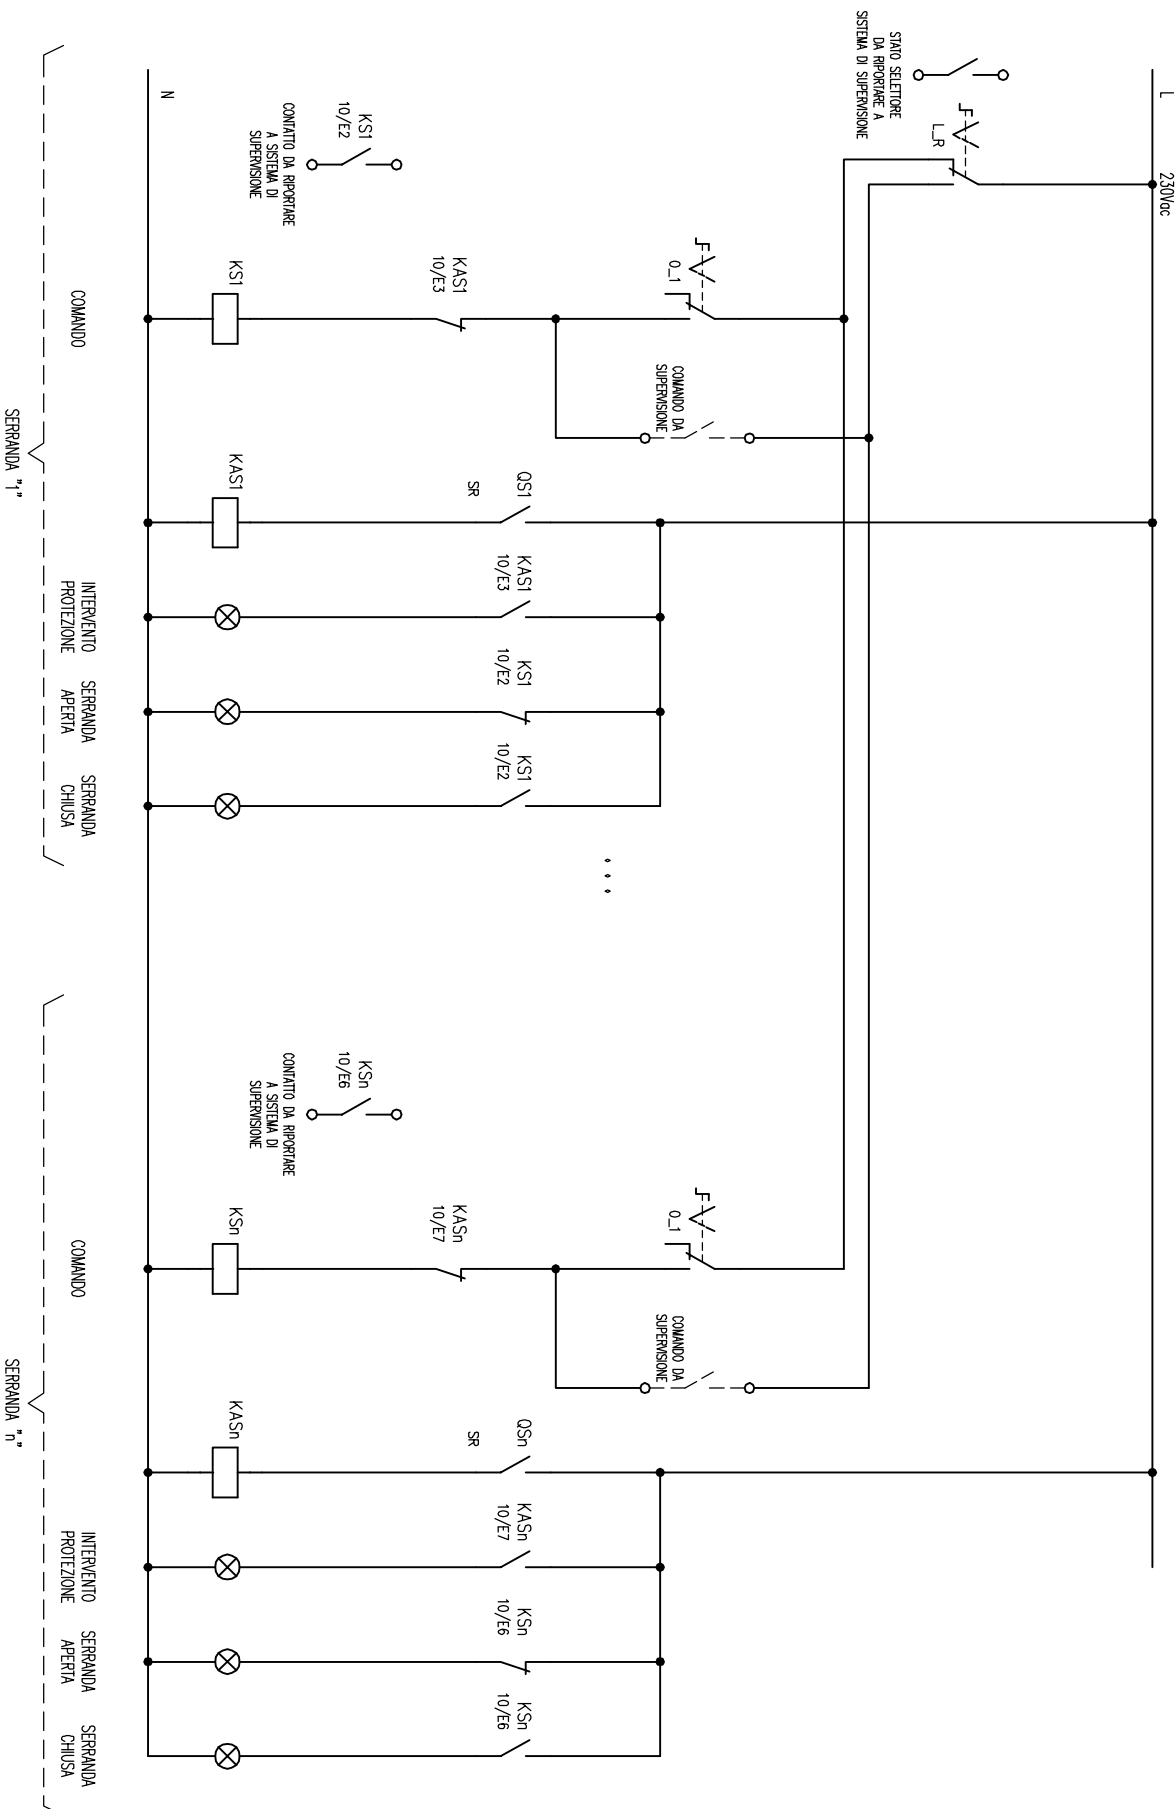 L
230Vac
STATO SELETTORE
DA RIPORTARE A
SISTEMA DI SUPERVISIONE
L_R
N
KS1
10/E2
CONTATTO DA RIPORTARE
A SISTEMA DI
SUPERVISIONE
0_1
COMANDO DA
SUPERVISIONE
KAS1
10/E3
KS1
QS1
SR
KAS1
KAS1
10/E3
KS1
10/E2
KS1
10/E2
COMANDO
INTERVENTO
PROTEZIONE
SERRANDA
APERTA
SERRANDA
CHIUSA
SERRANDA "1"
KSn
10/E6
CONTATTO DA RIPORTARE
A SISTEMA DI
SUPERVISIONE
0_1
COMANDO DA
SUPERVISIONE
KASn
10/E7
KSn
QSn
SR
KASn
KASn
10/E7
KSn
10/E6
KSn
10/E6
COMANDO
INTERVENTO
PROTEZIONE
SERRANDA
APERTA
SERRANDA
CHIUSA
SERRANDA "n"